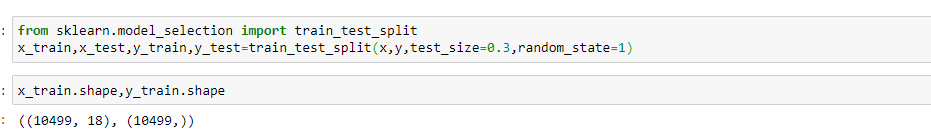 : from sklearn.model_selection import train_test_split
x_train,x_test,y_train,y_test=train_test_split(x,y,test_size=0.3,random_state=1)
: x_train.shape,y_train.shape
: ((10499, 18), (10499,))